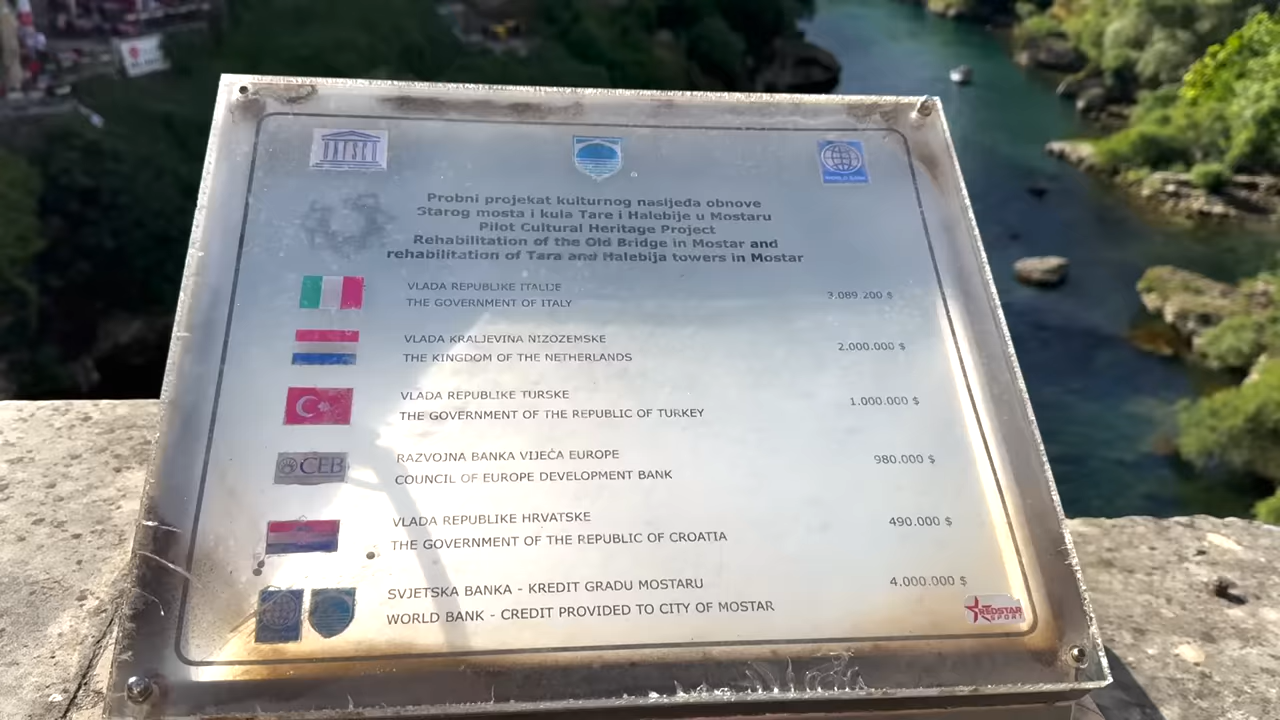 UNESCO
Probni projekat kulturnog nasijeđa obnove
Starog mosta i kula Tare i Halebije u Mostaru
Pilot Cultural Heritage Project
Rehabilitation of the Old Bridge in Mostar and
rehabilitation of Tara and Halebija towers in Mostar
VLADA REPUBLIKE ITALIJE
THE GOVERNMENT OF ITALY
3.089.200 $
VLADA KRALJEVINA NIZOZEMSKE
THE KINGDOM OF THE NETHERLANDS
2.000.000 $
VLADA REPUBLIKE TURSKE
THE GOVERNMENT OF THE REPUBLIC OF TURKEY
1.000.000 $
CEB
RAZVOJNA BANKA VIJEĆA EUROPE
COUNCIL OF EUROPE DEVELOPMENT BANK
980.000 $
VLADA REPUBLIKE HRVATSKE
THE GOVERNMENT OF THE REPUBLIC OF CROATIA
490.000 $
SVJETSKA BANKA - KREDIT GRADU MOSTARU
WORLD BANK - CREDIT PROVIDED TO CITY OF MOSTAR
4.000.000 $
REDSTAR
SPORT